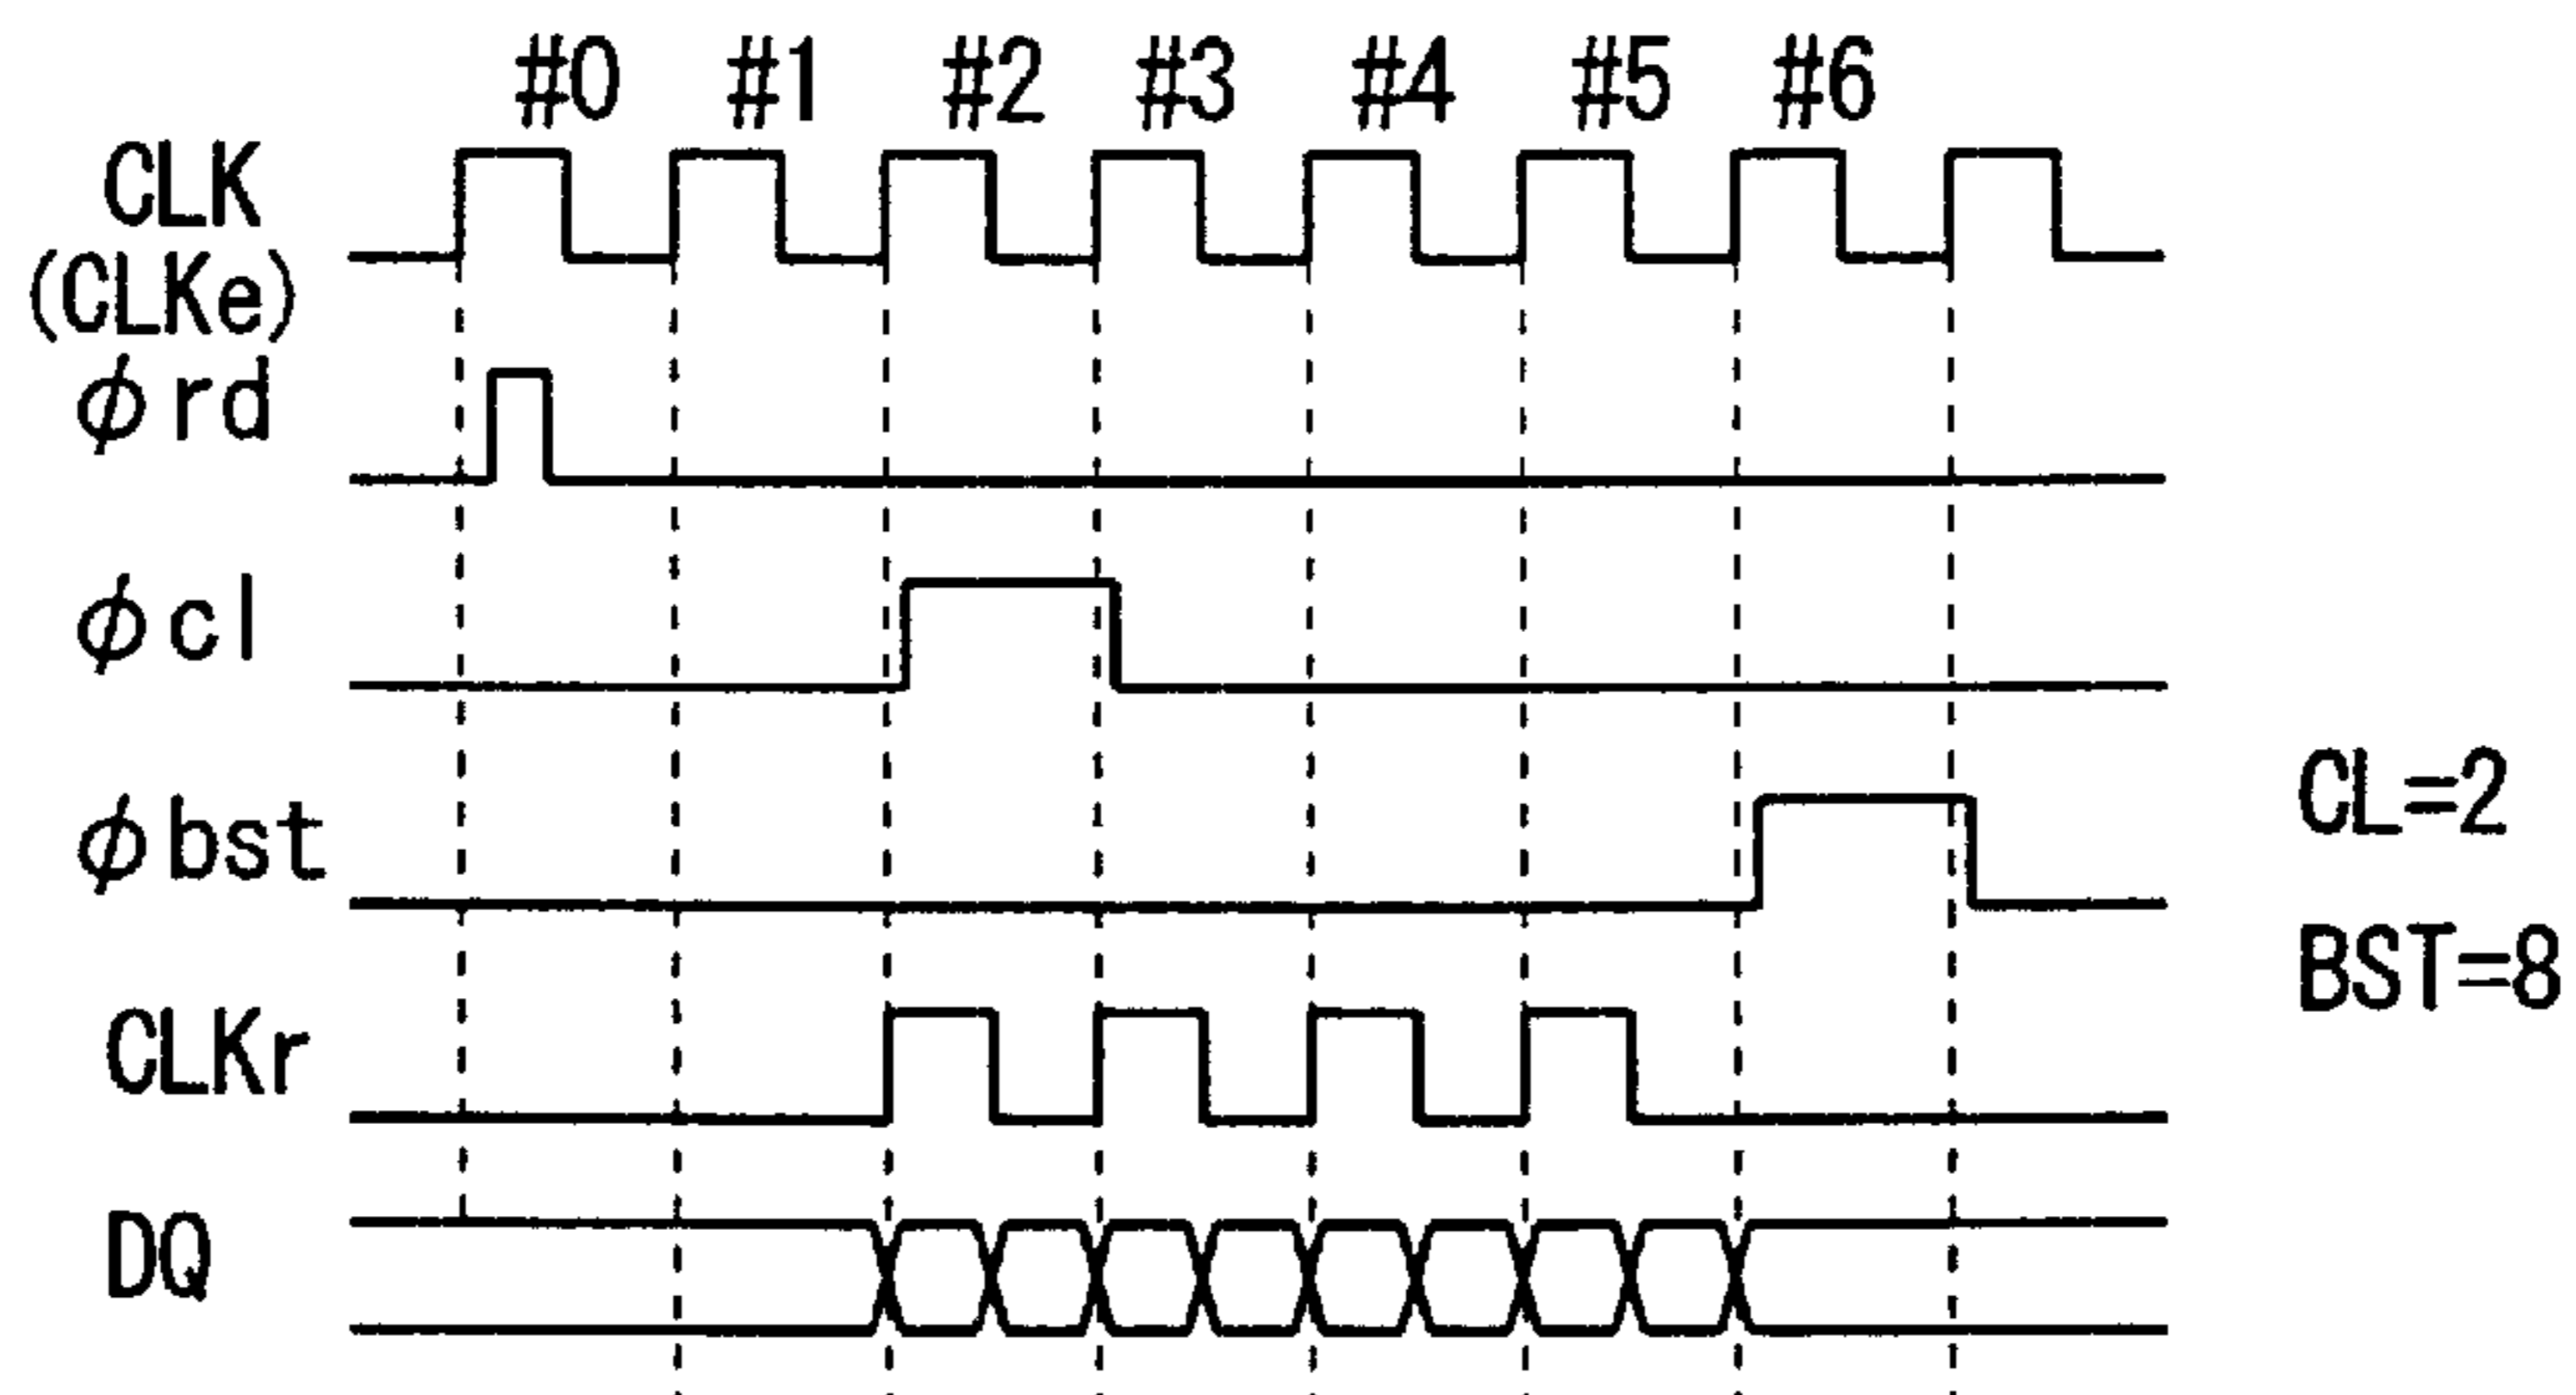 #0 #1 #2 #3 #4 #5 #6
CLK
(CLKe)
φrd
φcl
φbst
CL=2
BST=8
CLKr
DQ